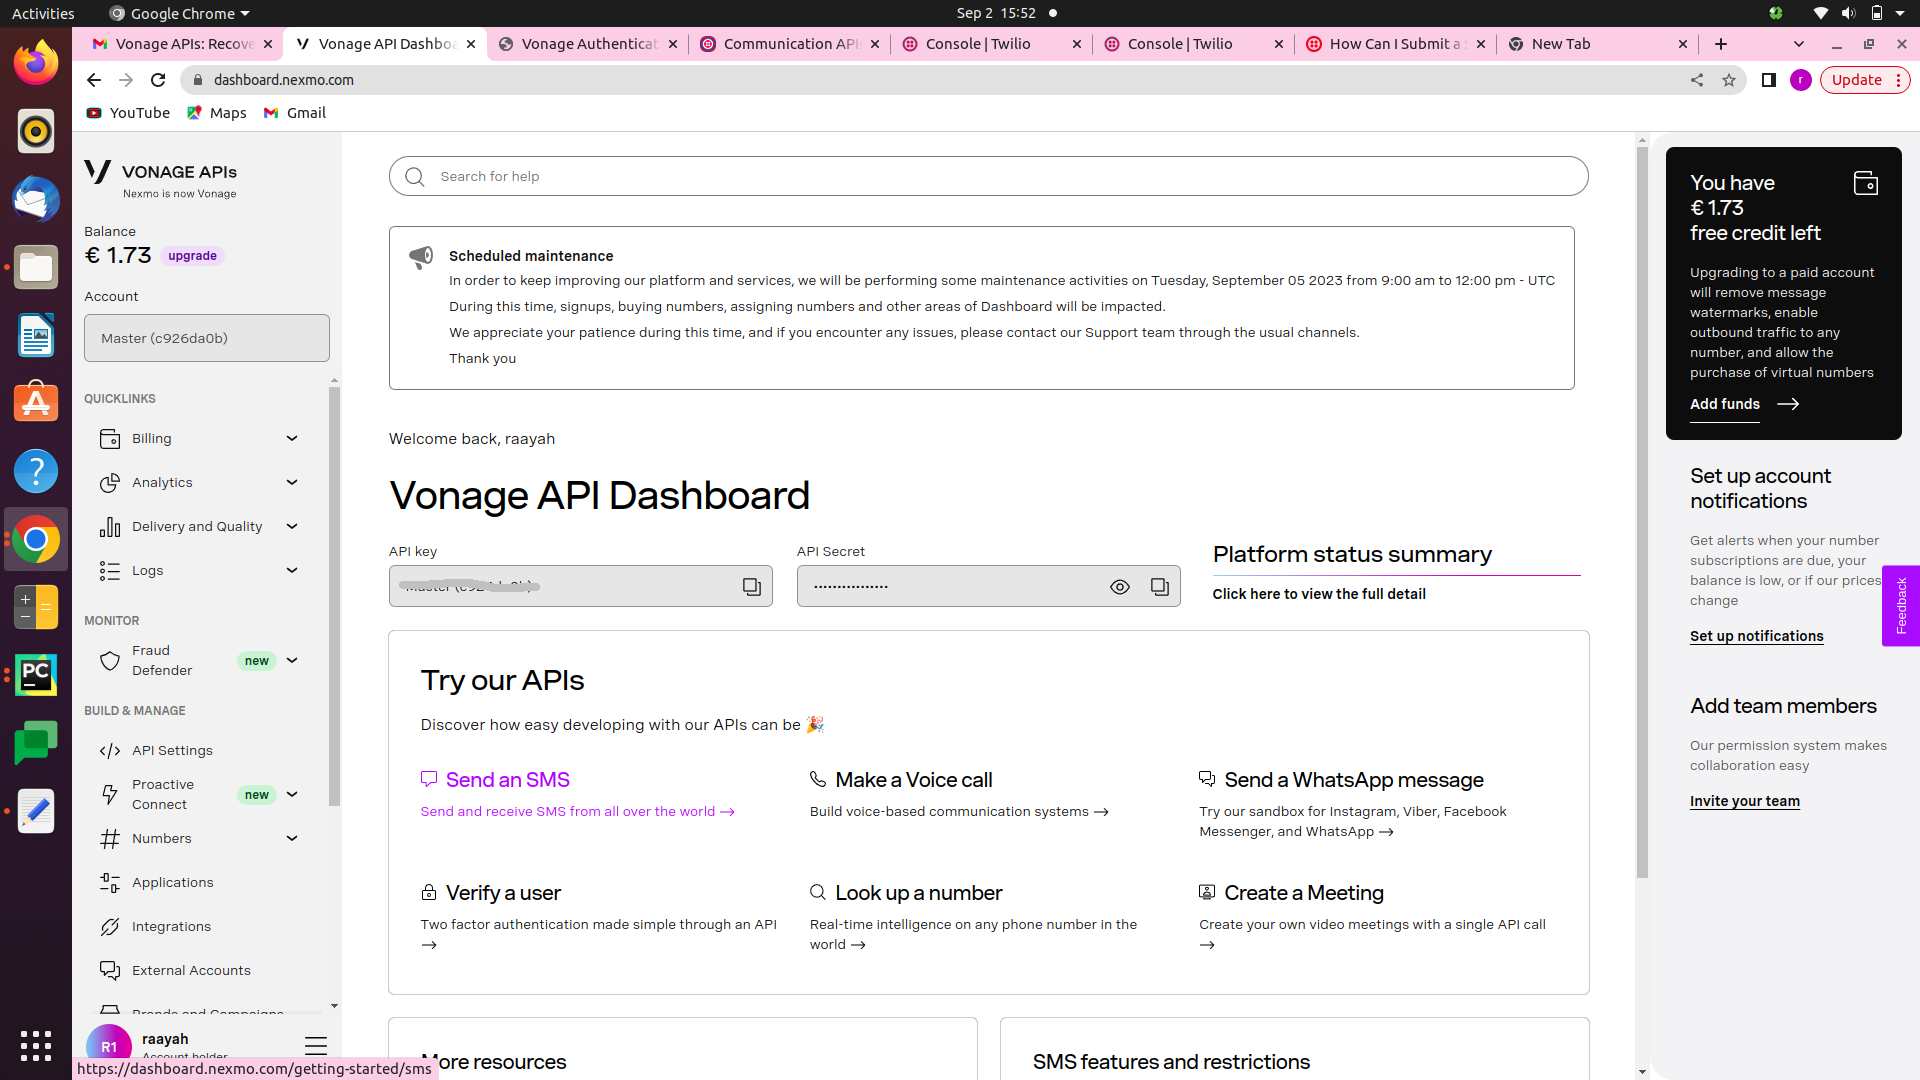 Activities
Google Chrome
Sep 2 15:52
Vonage APIs: Recove
Vonage API Dashboa
Vonage Authenticat
Communication API
Console | Twilio
Console | Twilio
How Can I Submit a S
New Tab
dashboard.nexmo.com
r
Update
YouTube
Maps
Gmail
VONAGE APIs
Nexmo is now Vonage
Balance
€ 1.73
upgrade
Account
Master (c926da0b)
QUICKLINKS
Billing
Analytics
Delivery and Quality
Logs
MONITOR
Fraud
Defender
new
BUILD & MANAGE
API Settings
Proactive
Connect
new
Numbers
Applications
Integrations
External Accounts
Brands and Campaigns
R1
raayah
Account holder
https://dashboard.nexmo.com/getting-started/sms
Search for help
Scheduled maintenance
In order to keep improving our platform and services, we will be performing some maintenance activities on Tuesday, September 05 2023 from 9:00 am to 12:00 pm - UTC
During this time, signups, buying numbers, assigning numbers and other areas of Dashboard will be impacted.
We appreciate your patience during this time, and if you encounter any issues, please contact our Support team through the usual channels.
Thank you
Welcome back, raayah
Vonage API Dashboard
API key
API Secret
Platform status summary
Click here to view the full detail
Try our APIs
Discover how easy developing with our APIs can be 🎉
Send an SMS
Send and receive SMS from all over the world →
Make a Voice call
Build voice-based communication systems →
Send a WhatsApp message
Try our sandbox for Instagram, Viber, Facebook
Messenger, and WhatsApp →
Verify a user
Two factor authentication made simple through an API
→
Look up a number
Real-time intelligence on any phone number in the
world →
Create a Meeting
Create your own video meetings with a single API call
→
More resources
SMS features and restrictions
You have
€ 1.73
free credit left
Upgrading to a paid account
will remove message
watermarks, enable
outbound traffic to any
number, and allow the
purchase of virtual numbers
Add funds →
Set up account
notifications
Get alerts when your number
subscriptions are due, your
balance is low, or if our prices
change
Set up notifications
Feedback
Add team members
Our permission system makes
collaboration easy
Invite your team